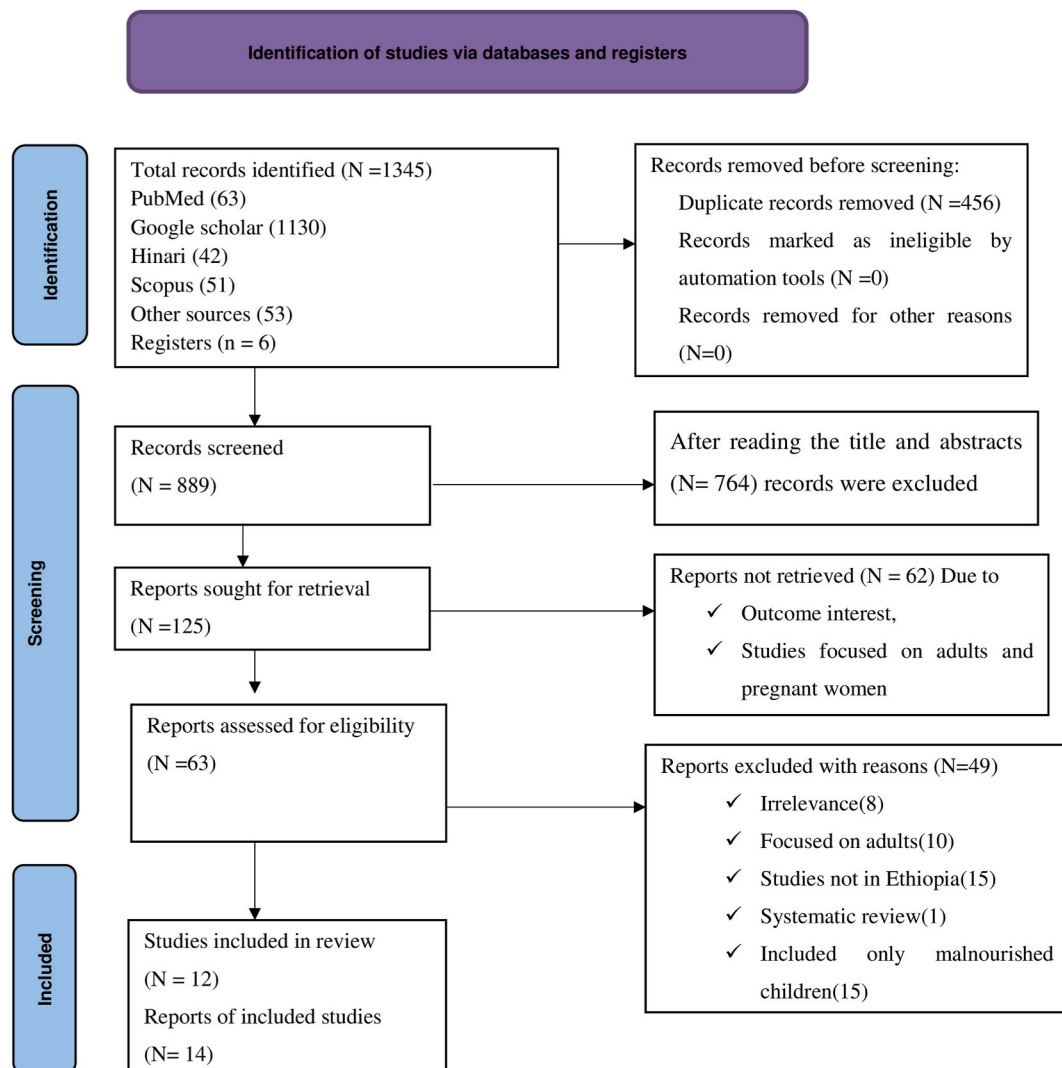 Identification of studies via databases and registers
Identification
Total records identified (N =1345)
PubMed (63)
Google scholar (1130)
Hinari (42)
Scopus (51)
Other sources (53)
Registers (n = 6)
Records removed before screening:
Duplicate records removed (N =456)
Records marked as ineligible by
automation tools (N =0)
Records removed for other reasons
(N=0)
Screening
Records screened
(N = 889)
After reading the title and abstracts
(N= 764) records were excluded
Reports sought for retrieval
(N =125)
Reports not retrieved (N = 62) Due to
✓ Outcome interest,
✓ Studies focused on adults and
pregnant women
Reports assessed for eligibility
(N =63)
Reports excluded with reasons (N=49)
✓ Irrelevance(8)
✓ Focused on adults(10)
✓ Studies not in Ethiopia(15)
✓ Systematic review(1)
✓ Included only malnourished
children(15)
Included
Studies included in review
(N = 12)
Reports of included studies
(N= 14)